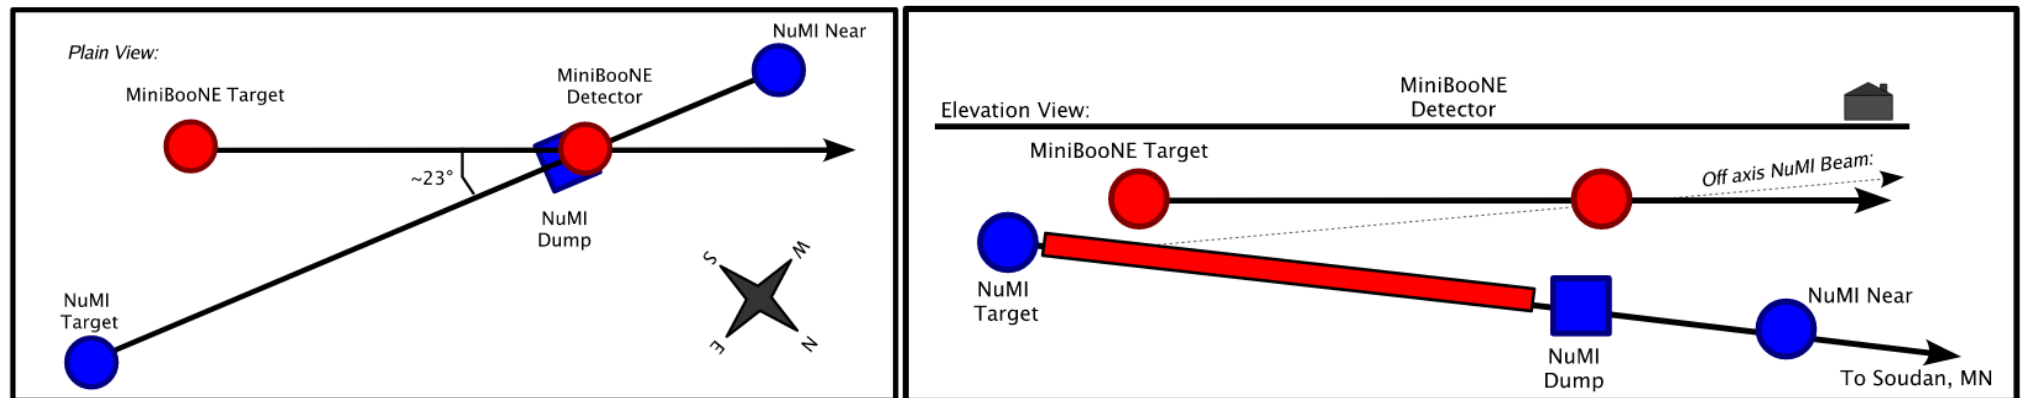 Plain View:
NuMI Near
MiniBooNE Target
MiniBooNE
Detector
~23°
NuMI
Dump
NuMI
Target
S
W
E
N
Elevation View:
MiniBooNE
Detector
MiniBooNE Target
Off axis NuMI Beam:
NuMI
Target
NuMI Near
NuMI
Dump
To Soudan, MN